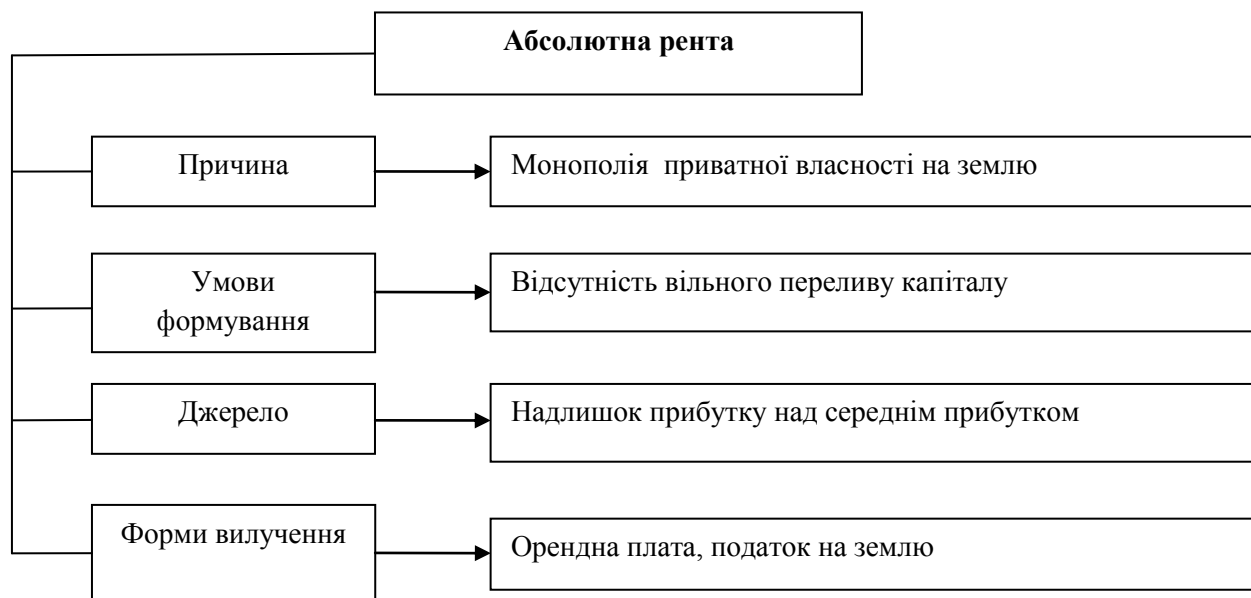 Абсолютна рента
Причина
Монополія приватної власності на землю
Умови
формування
Відсутність вільного переливу капіталу
Джерело
Надлишок прибутку над середнім прибутком
Форми вилучення
Орендна плата, податок на землю